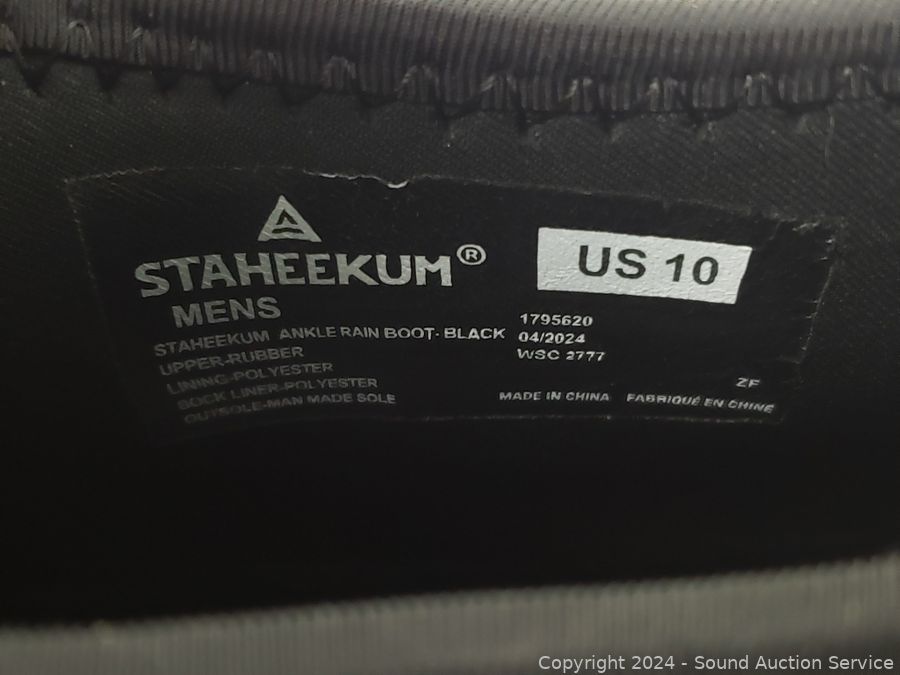 STAHEEKUM®
MENS
STAHEEKUM ANKLE RAIN BOOT- BLACK
UPPER-RUBBER
LINING-POLYESTER
SOCK LINER-POLYESTER
OUTSOLE-MAN MADE SOLE
US 10
1795620
04/2024
WSC 2777
ZF
MADE IN CHINA FABRIQUÉ EN CHINE
Copyright 2024 - Sound Auction Service